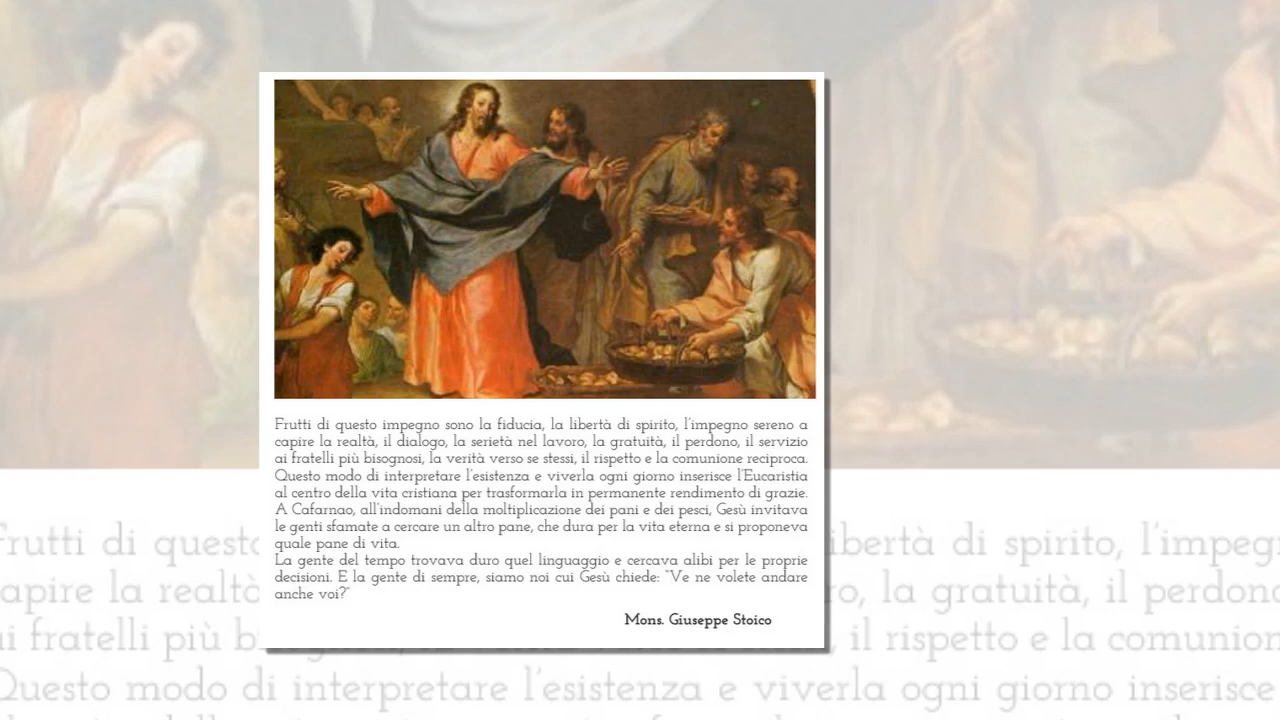 Frutti di questo impegno sono la fiducia, la libertà di spirito, l'impegno sereno a
capire la realtà, il dialogo, la serietà nel lavoro, la gratuità, il perdono, il servizio
ai fratelli più bisognosi, la verità verso se stessi, il rispetto e la comunione reciproca.
Questo modo di interpretare l'esistenza e viverla ogni giorno inserisce l'Eucaristia
al centro della vita cristiana per trasformarla in permanente rendimento di grazie.
A Cafarnao, all'indomani della moltiplicazione dei pani e dei pesci, Gesù invitava
le genti sfamate a cercare un altro pane, che dura per la vita eterna e si proponeva
quale pane di vita.
La gente del tempo trovava duro quel linguaggio e cercava alibi per le proprie
decisioni. E la gente di sempre, siamo noi cui Gesù chiede: "Ve ne volete andare
anche voi?"
Mons. Giuseppe Stoico